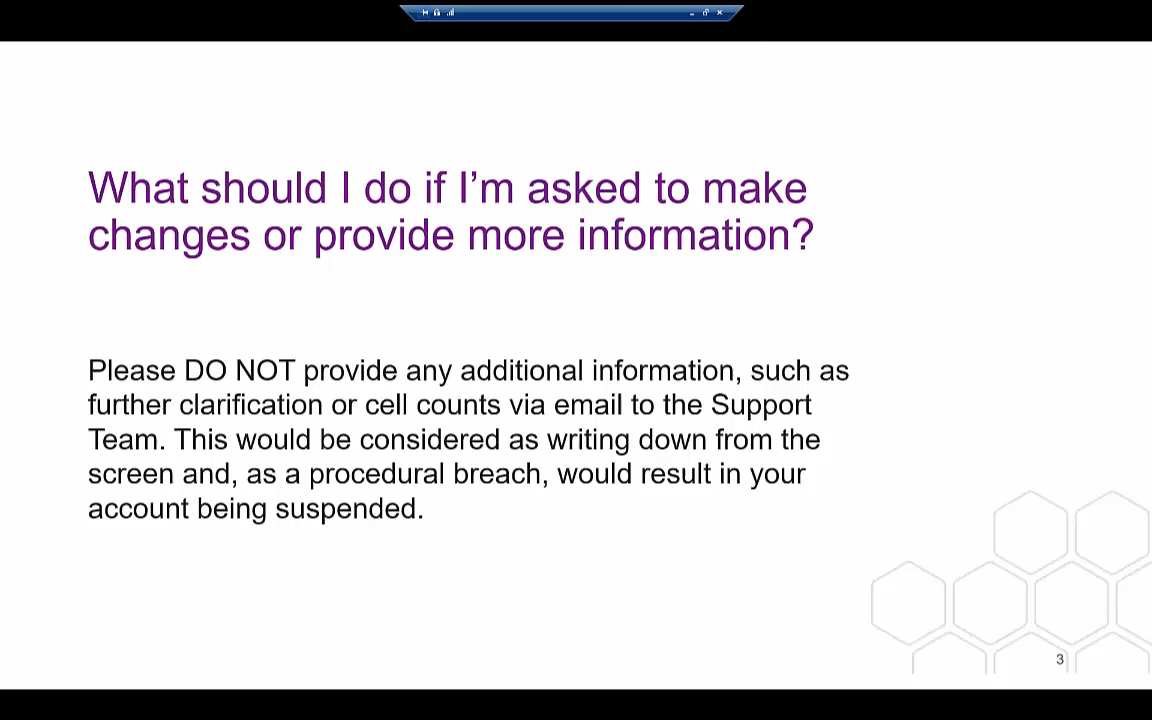 What should I do if I’m asked to make
changes or provide more information?
Please DO NOT provide any additional information, such as
further clarification or cell counts via email to the Support
Team. This would be considered as writing down from the
screen and, as a procedural breach, would result in your
account being suspended.
3